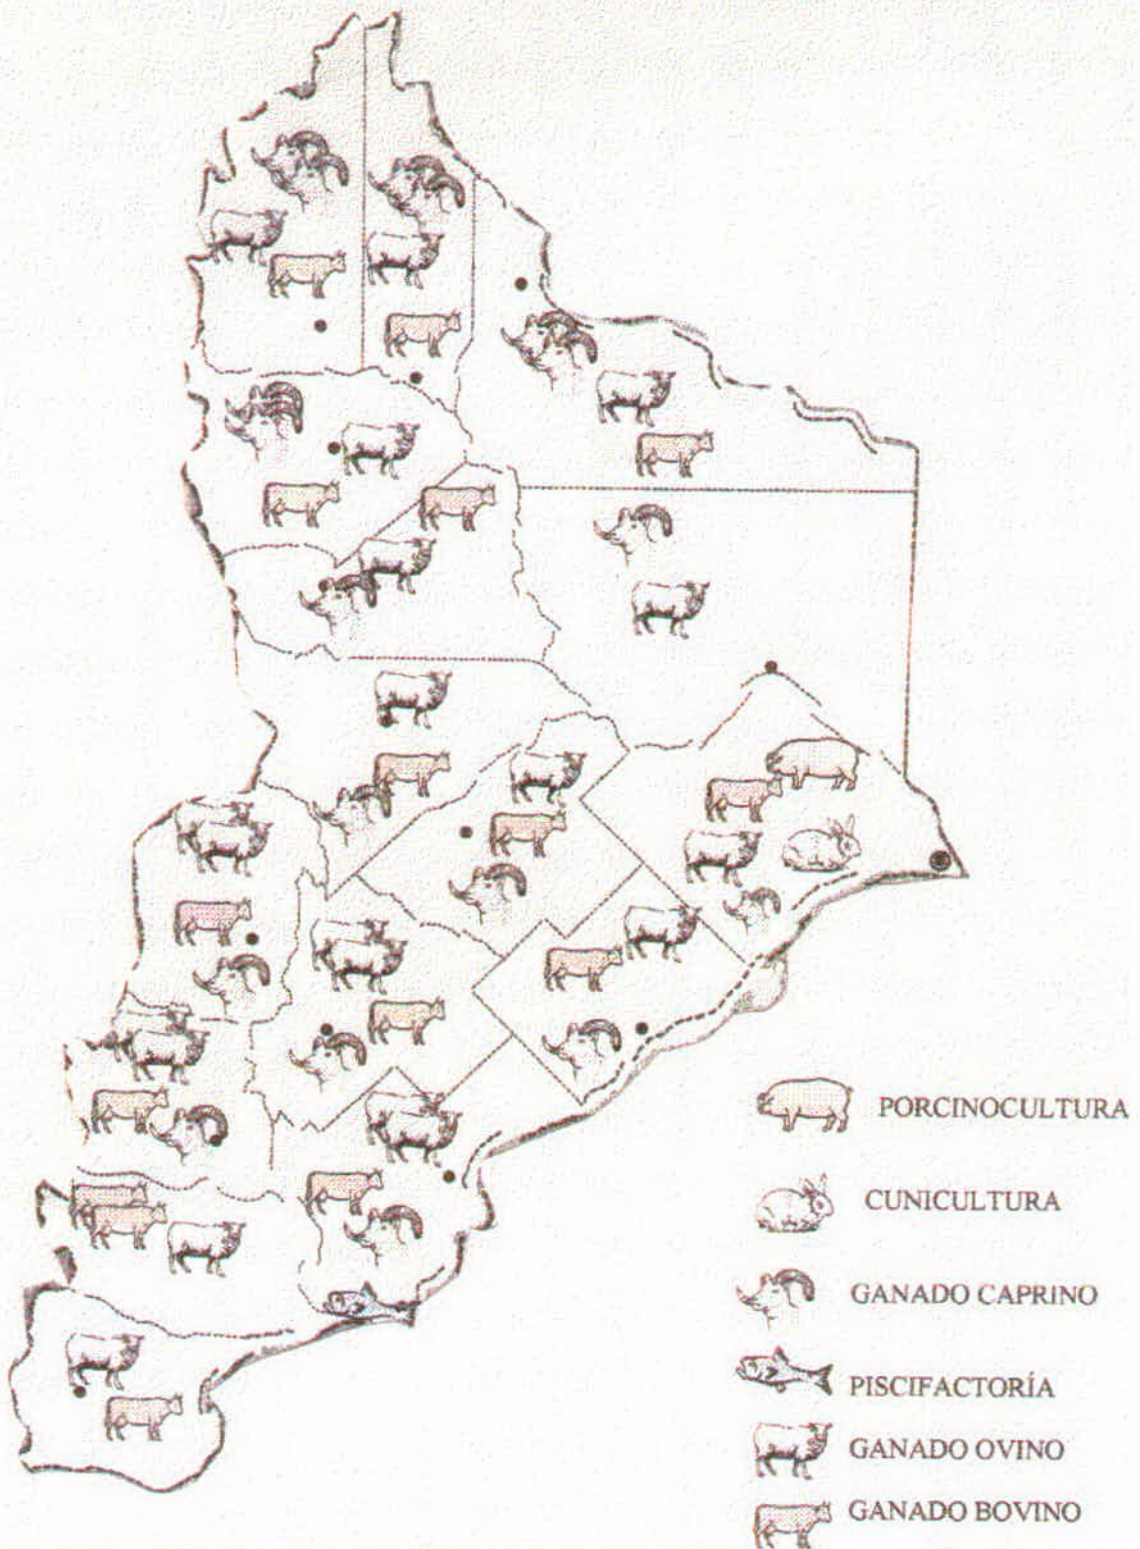 PORCINOCULTURA
CUNICULTURA
GANADO CAPRINO
PISCIFACTORÍA
GANADO OVINO
GANADO BOVINO